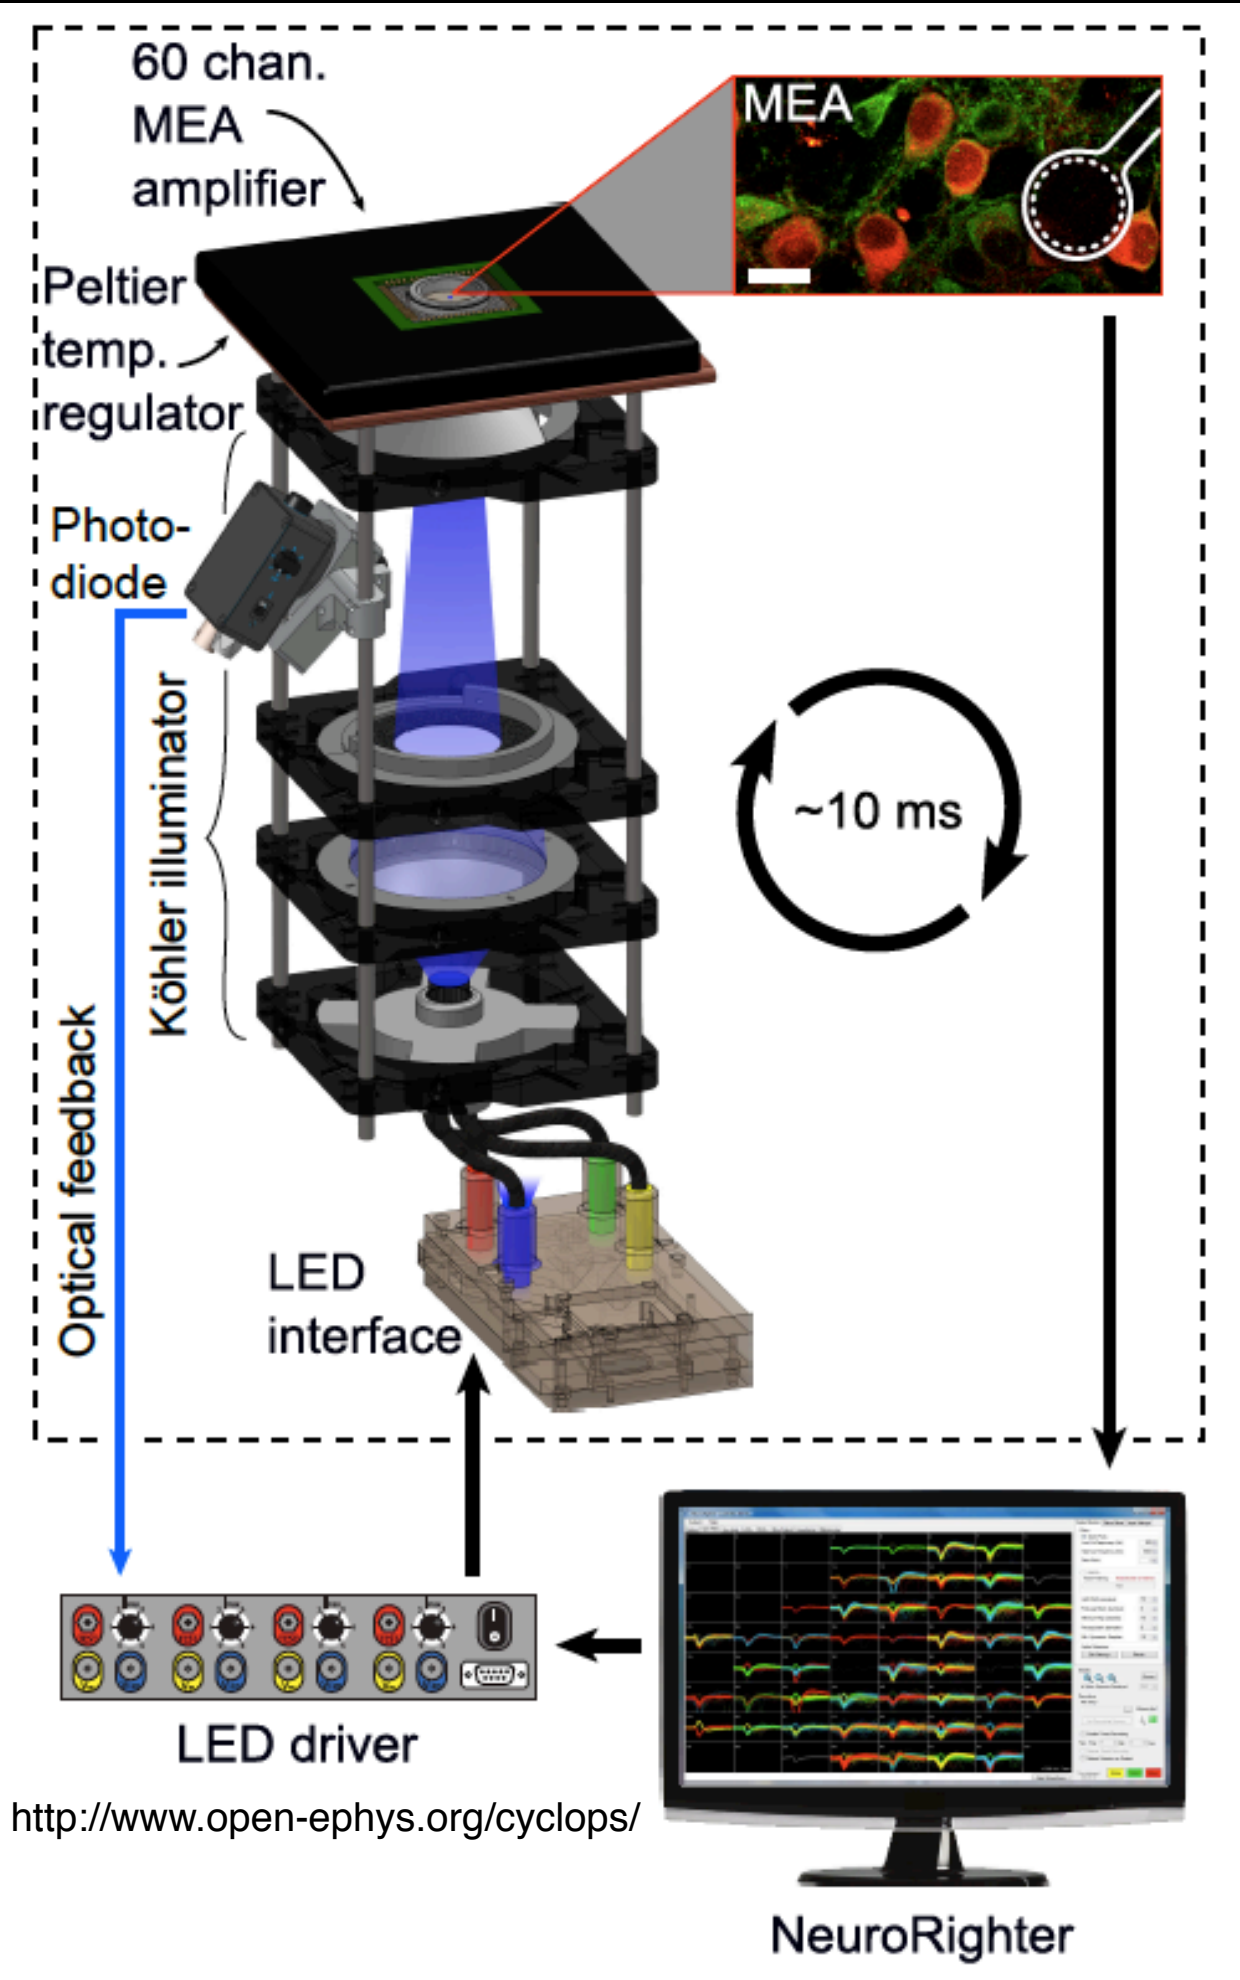 60 chan.
MEA
amplifier
MEA
Peltier
temp.
regulator
Photo-
diode
Köhler illuminator
~10 ms
Optical feedback
LED
interface
LED driver
http://www.open-ephys.org/cyclops/
NeuroRighter